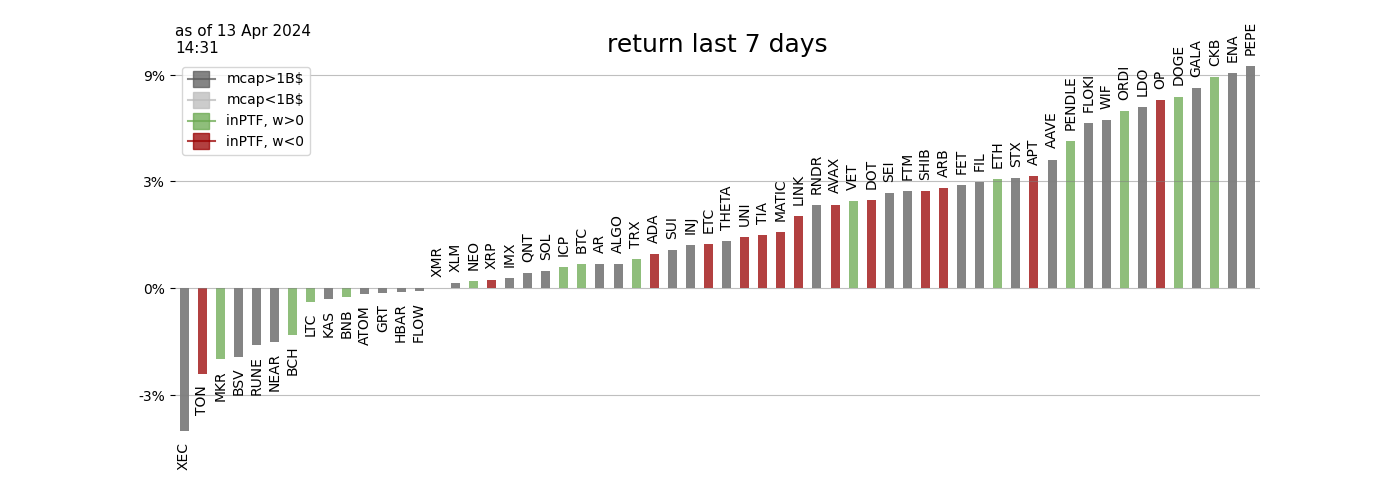 as of 13 Apr 2024
14:31
return last 7 days
mcap>1B$
mcap<1B$
inPTF, w>0
inPTF, w<0
9%
3%
0%
-3%
XEC
TON
MKR
BSV
RUNE
NEAR
BCH
LTC
KAS
BNB
ATOM
GRT
HBAR
FLOW
XMR
XLM
NEO
XRP
IMX
QNT
SOL
ICP
BTC
AR
ALGO
TRX
ADA
SUI
INJ
ETC
THETA
UNI
TIA
MATIC
LINK
RNDR
AVAX
VET
DOT
SEI
FTM
SHIB
ARB
FET
FIL
ETH
STX
APT
AAVE
PENDLE
FLOKI
WIF
ORDI
LDO
OP
DOGE
GALA
CKB
ENA
PEPE